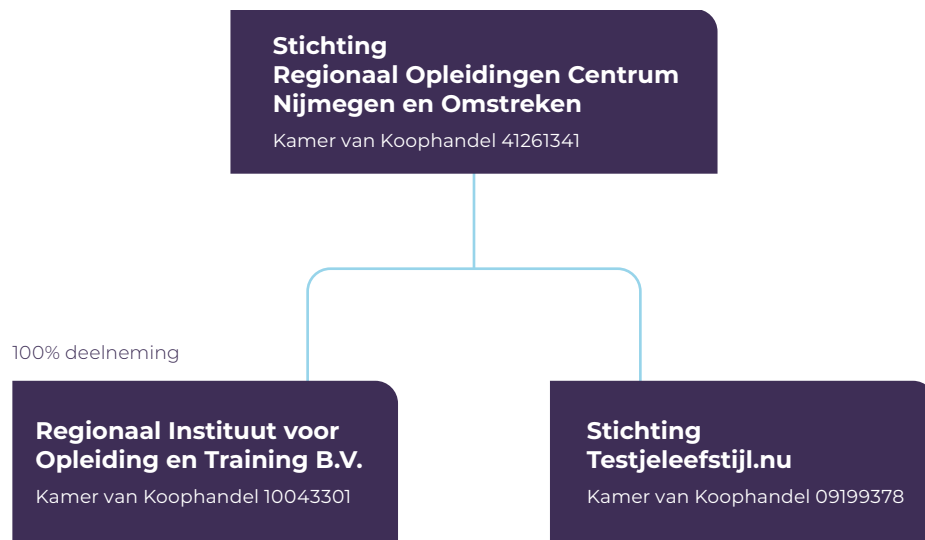 Stichting
Regionaal Opleidingen Centrum
Nijmegen en Omstreken
Kamer van Koophandel 41261341
100% deelneming
Regionaal Instituut voor
Opleiding en Training B.V.
Kamer van Koophandel 10043301
Stichting
Testjeleefstijl.nu
Kamer van Koophandel 09199378